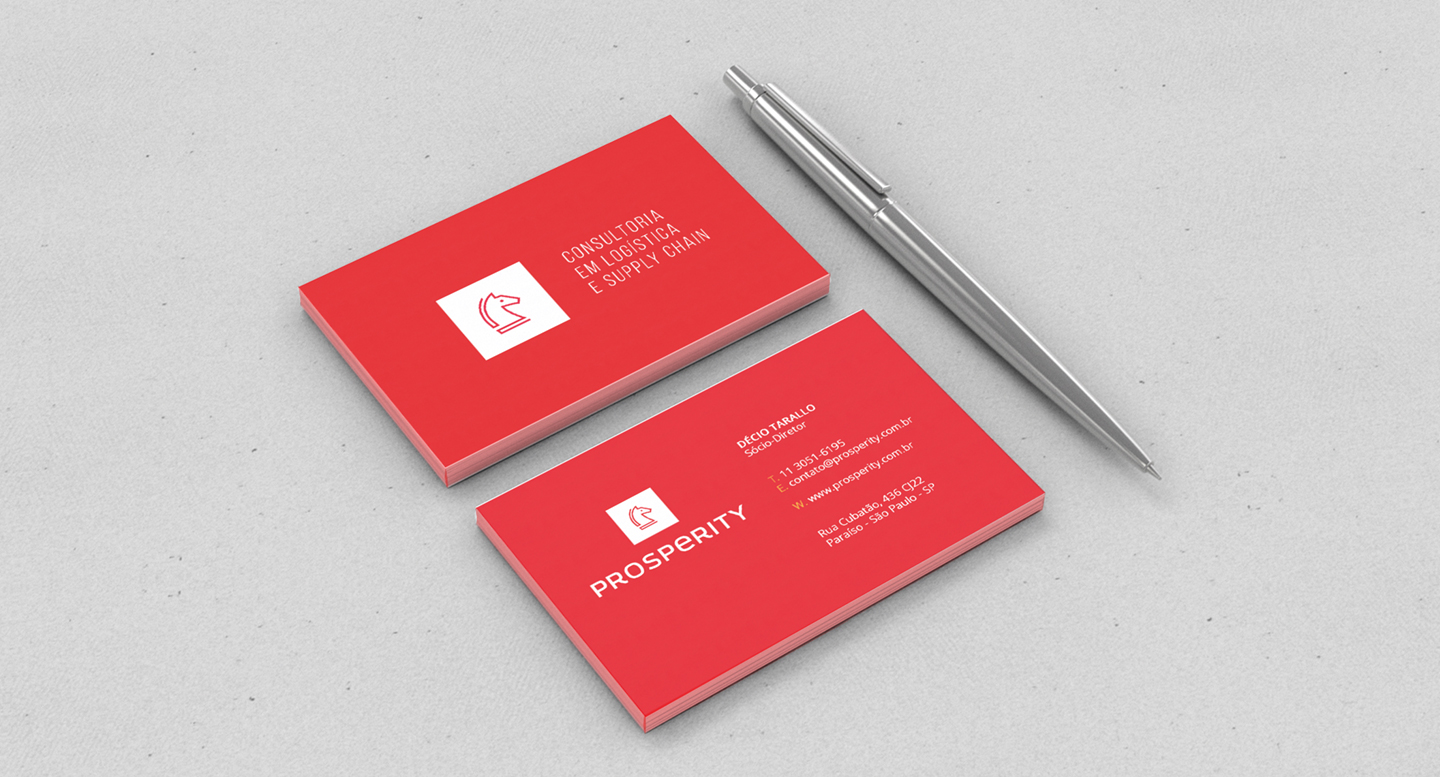 CONSULTORIA
EM LOGÍSTICA
E SUPPLY CHAIN
PROSPERITY
DÉCIO TARALLO
Sócio-Diretor
T. 11 3051-6195
E. contato@prosperity.com.br
W. www.prosperity.com.br
Rua Cubatão, 436 CJ22
Paraíso - São Paulo - SP